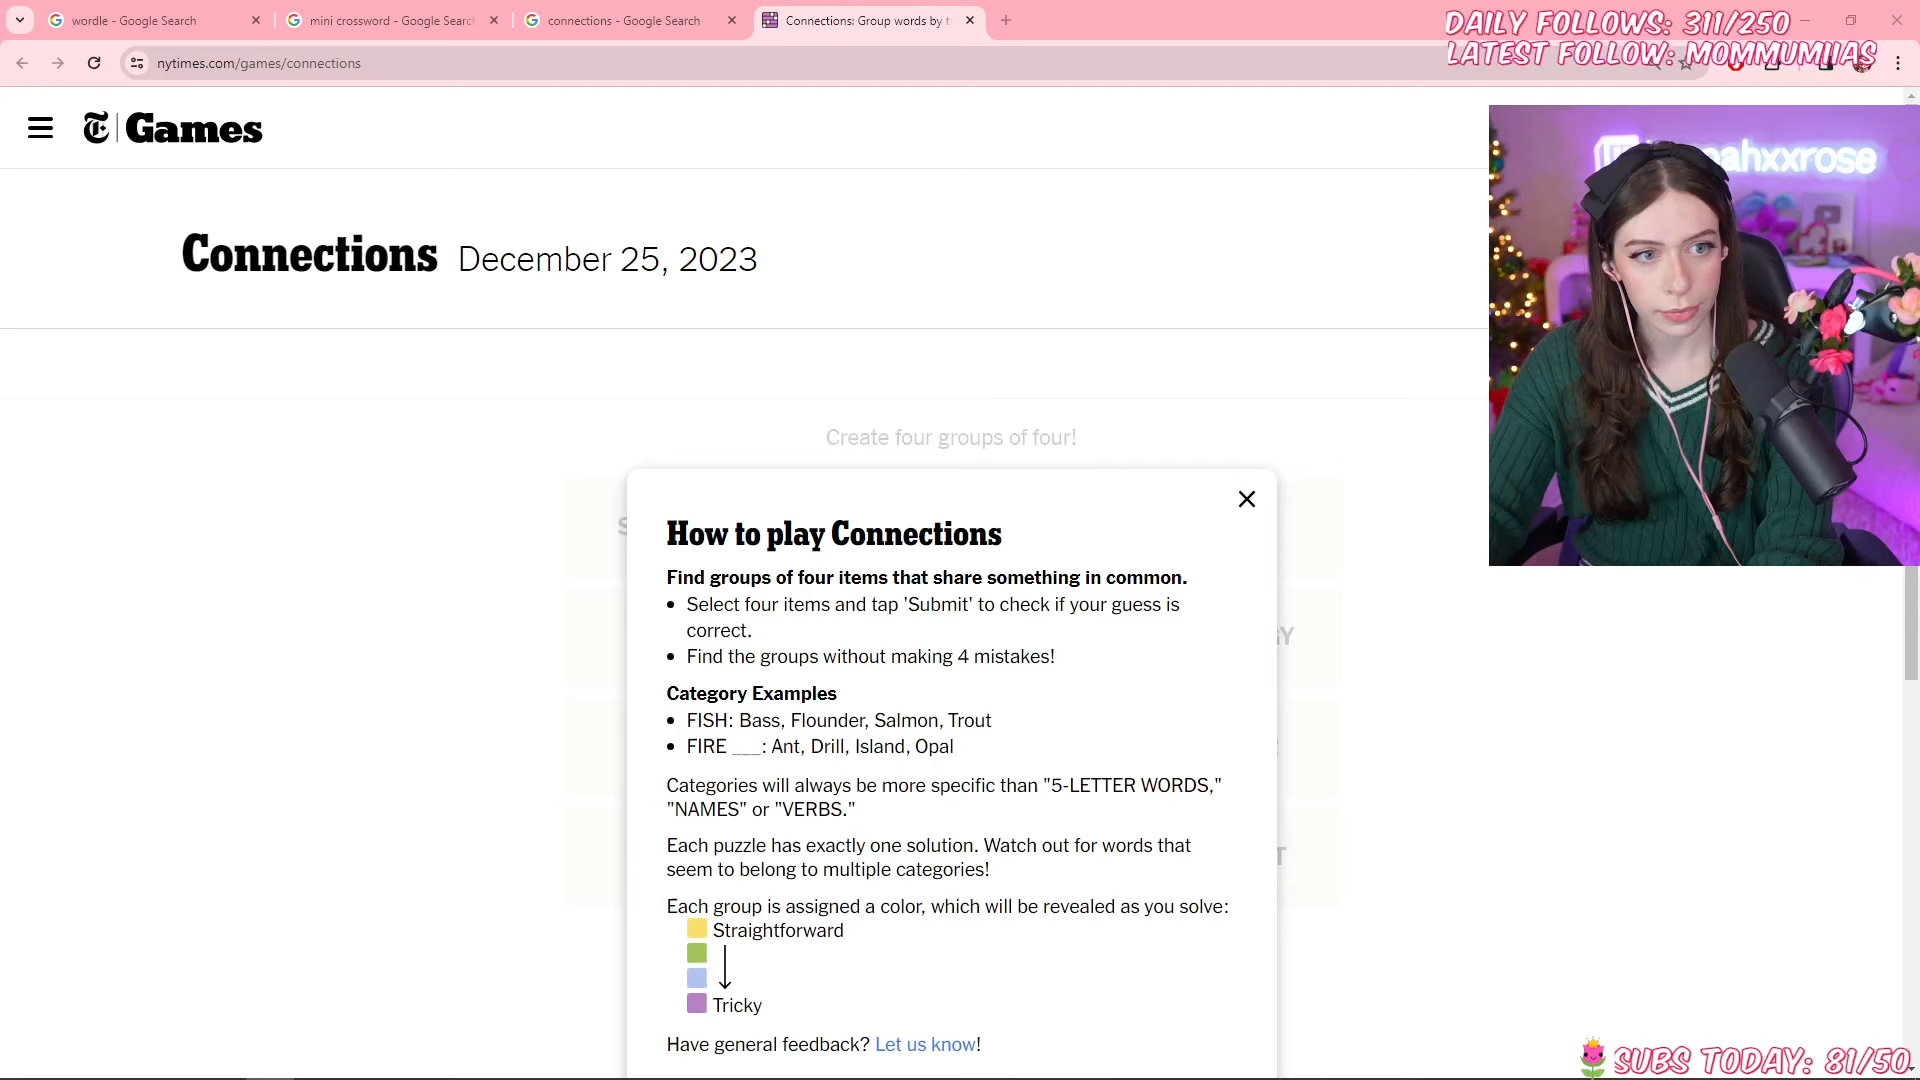 wordle - Google Search
mini crossword - Google Search
connections - Google Search
Connections: Group words by t
DAILY FOLLOWS: 311/250
LATEST FOLLOW: MOMMUMIIAS
nytimes.com/games/connections
Games
ahxxrose
Connections December 25, 2023
Create four groups of four!
How to play Connections
Find groups of four items that share something in common.
• Select four items and tap 'Submit' to check if your guess is
correct.
• Find the groups without making 4 mistakes!
Category Examples
• FISH: Bass, Flounder, Salmon, Trout
• FIRE ___: Ant, Drill, Island, Opal
Categories will always be more specific than "5-LETTER WORDS,"
"NAMES" or "VERBS."
Each puzzle has exactly one solution. Watch out for words that
seem to belong to multiple categories!
Each group is assigned a color, which will be revealed as you solve:
Straightforward
Tricky
Have general feedback? Let us know!
SUBS TODAY: 81/50